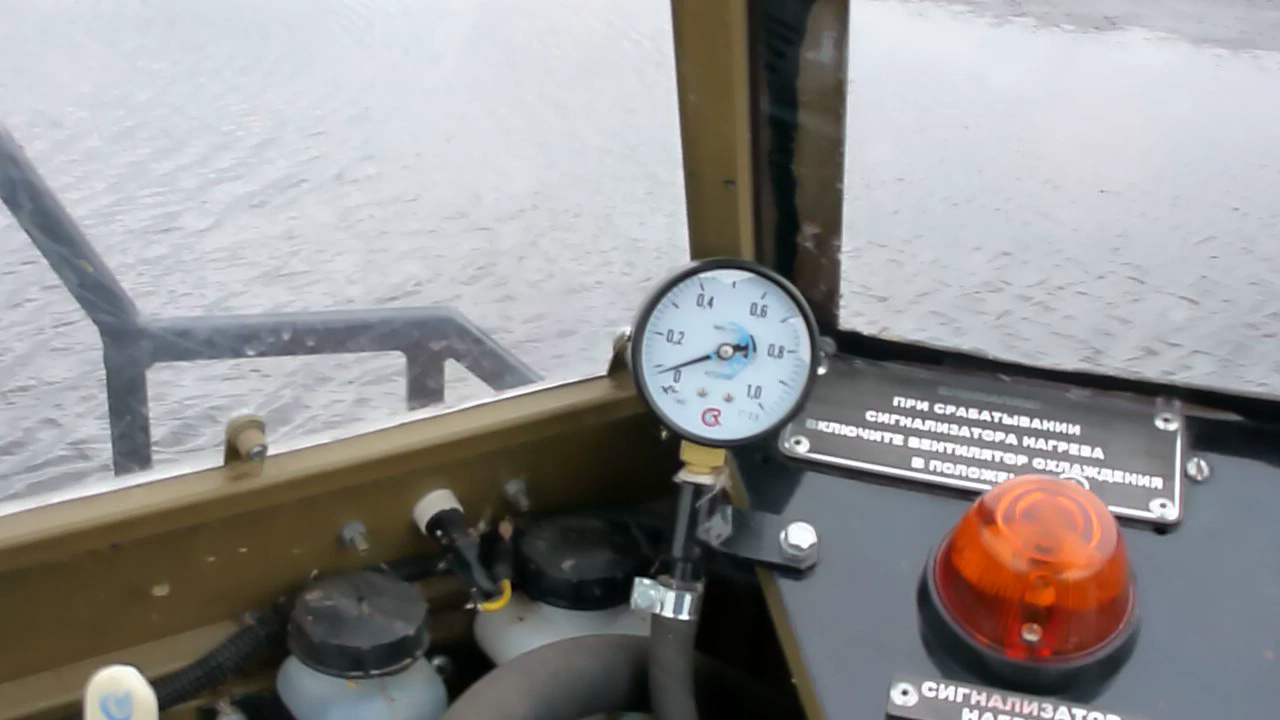 0,4
0,6
0,2
0,8
0
1,0
ПРИ СРАБАТЫВАНИИ
СИГНАЛИЗАТОРА НАГРЕВА
ВКЛЮЧИТЕ ВЕНТИЛЯТОР ОХЛАЖДЕНИЯ
В
СИГНАЛИЗАТОР